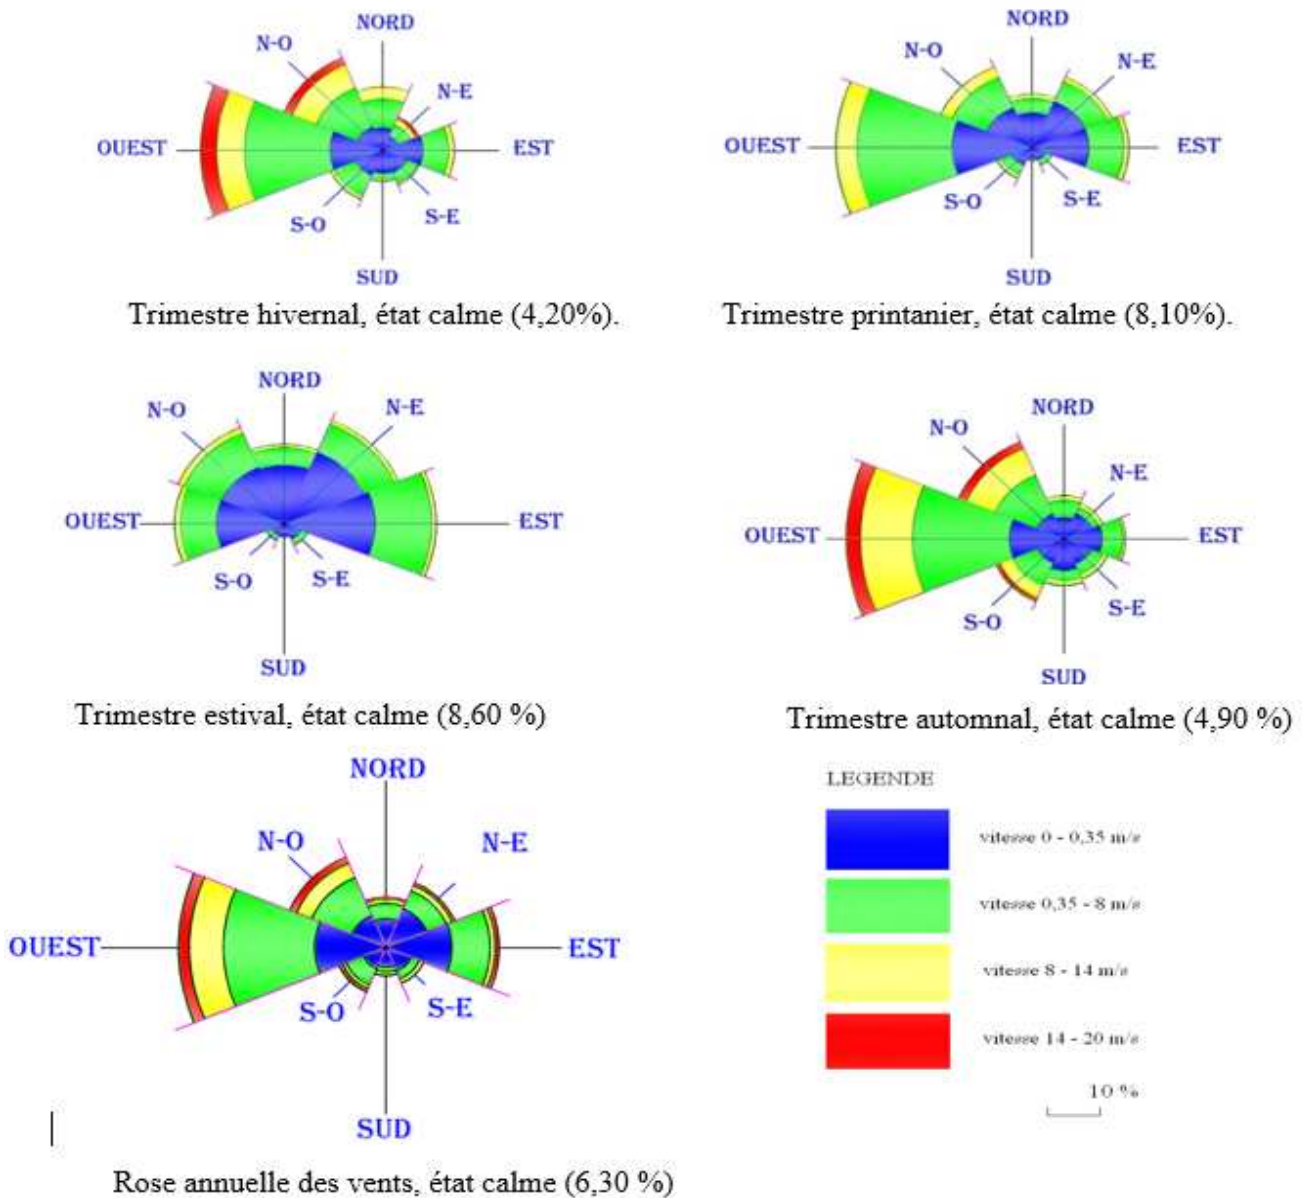 NORD
N-O
N-E
OUEST
EST
S-O
S-E
SUD
Trimestre hivernal, état calme (4,20%).
NORD
N-O
N-E
OUEST
EST
S-O
S-E
SUD
Trimestre printanier, état calme (8,10%).
NORD
N-O
N-E
OUEST
EST
S-O
S-E
SUD
Trimestre estival, état calme (8,60 %)
NORD
N-O
N-E
OUEST
EST
S-O
S-E
SUD
Trimestre automnal, état calme (4,90 %)
NORD
N-O
N-E
OUEST
EST
S-O
S-E
SUD
Rose annuelle des vents, état calme (6,30 %)
LEGENDE
vitesse 0 - 0,35 m/s
vitesse 0,35 - 8 m/s
vitesse 8 - 14 m/s
vitesse 14 - 20 m/s
10 %